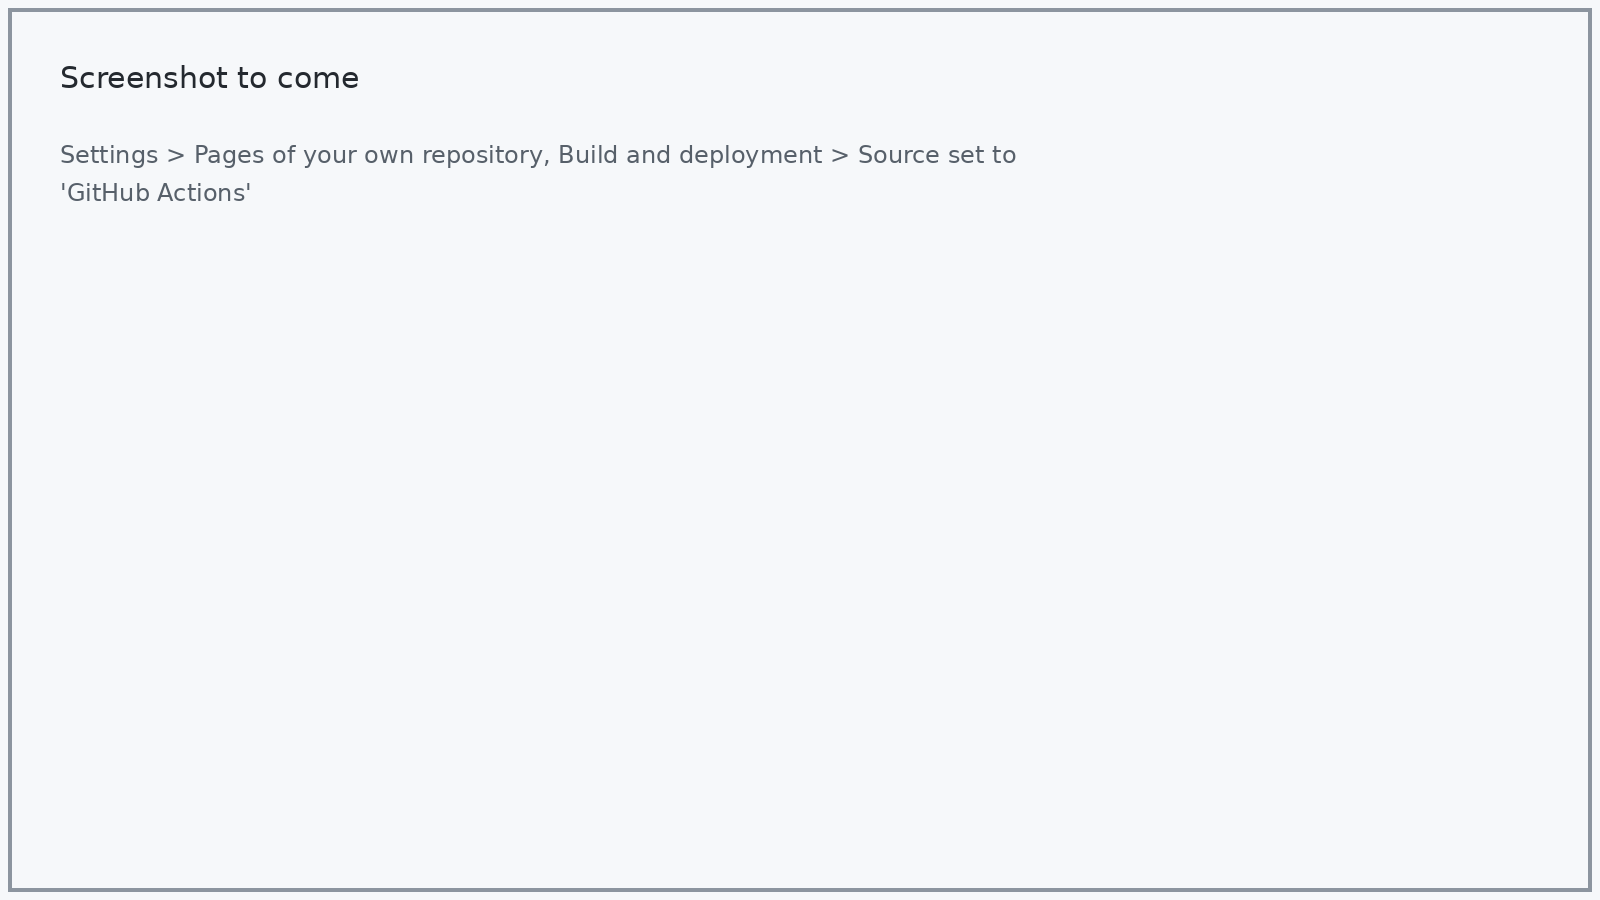 Screenshot to come
Settings > Pages of your own repository, Build and deployment > Source set to
'GitHub Actions'